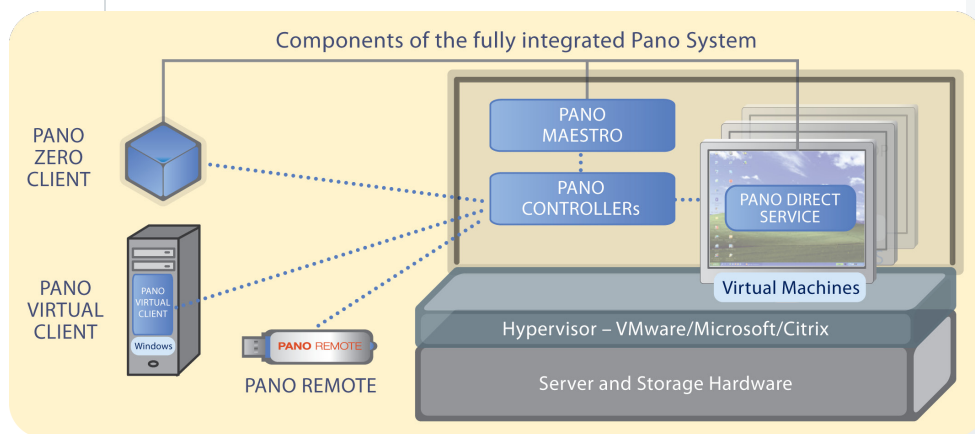 Components of the fully integrated Pano System
PANO
ZERO
CLIENT
PANO
MAESTRO
PANO
CONTROLLERs
PANO DIRECT
SERVICE
Virtual Machines
PANO
VIRTUAL
CLIENT
PANO
VIRTUAL
CLIENT
Windows
PANO REMOTE
PANO REMOTE
Hypervisor – VMware/Microsoft/Citrix
Server and Storage Hardware